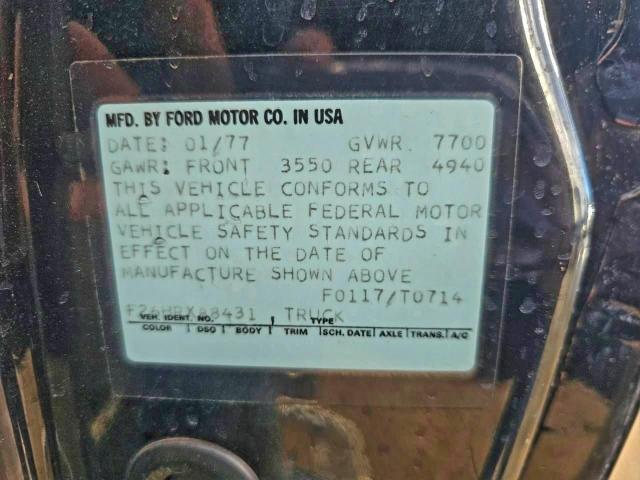 MFD. BY FORD MOTOR CO. IN USA
DATE: 01/77 GVWR 7700
GAWR: FRONT 3550 REAR 4940
THIS VEHICLE CONFORMS TO
ALL APPLICABLE FEDERAL MOTOR
VEHICLE SAFETY STANDARDS IN
EFFECT ON THE DATE OF
MANUFACTURE SHOWN ABOVE
F0117/T0714
TRUCK
VEH. IDENT. NO. TYPE
COLOR DSO BODY TRIM SCH. DATE AXLE TRANS. A/C